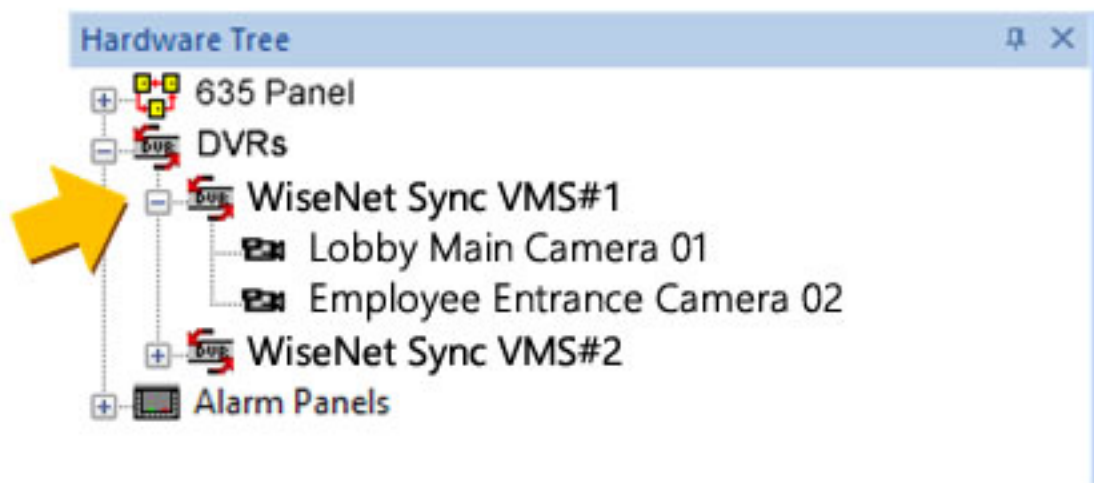 Hardware Tree
635 Panel
DVRs
WiseNet Sync VMS#1
Lobby Main Camera 01
Employee Entrance Camera 02
WiseNet Sync VMS#2
Alarm Panels